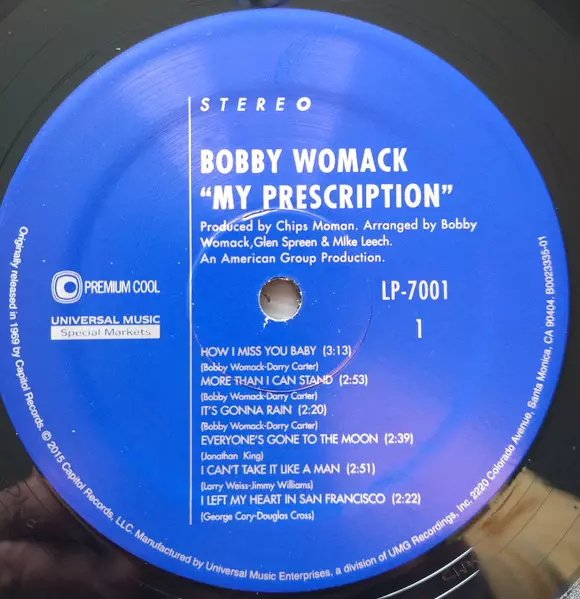 STEREO
BOBBY WOMACK
“MY PRESCRIPTION”
Produced by Chips Moman. Arranged by Bobby
Womack,Glen Spreen & Mike Leech.
An American Group Production.
PREMIUM COOL
UNIVERSAL MUSIC
Special Markets
LP-7001
1
HOW I MISS YOU BABY (3:13)
(Bobby Womack-Darry Carter)
MORE THAN I CAN STAND (2:53)
(Bobby Womack-Darry Carter)
IT'S GONNA RAIN (2:20)
(Bobby Womack-Darry Carter)
EVERYONE'S GONE TO THE MOON (2:39)
(Jonathan King)
I CAN'T TAKE IT LIKE A MAN (2:51)
(Larry Weiss-Jimmy Williams)
I LEFT MY HEART IN SAN FRANCISCO (2:22)
(George Cary-Douglas Cross)
Originally released in 1969 by Capitol Records. © 2015 Capitol Records, LLC. Manufactured by Universal Music Enterprises, a division of UMG Recordings, Inc. 2220 Colorado Avenue, Santa Monica, CA 90404. B0023335-01